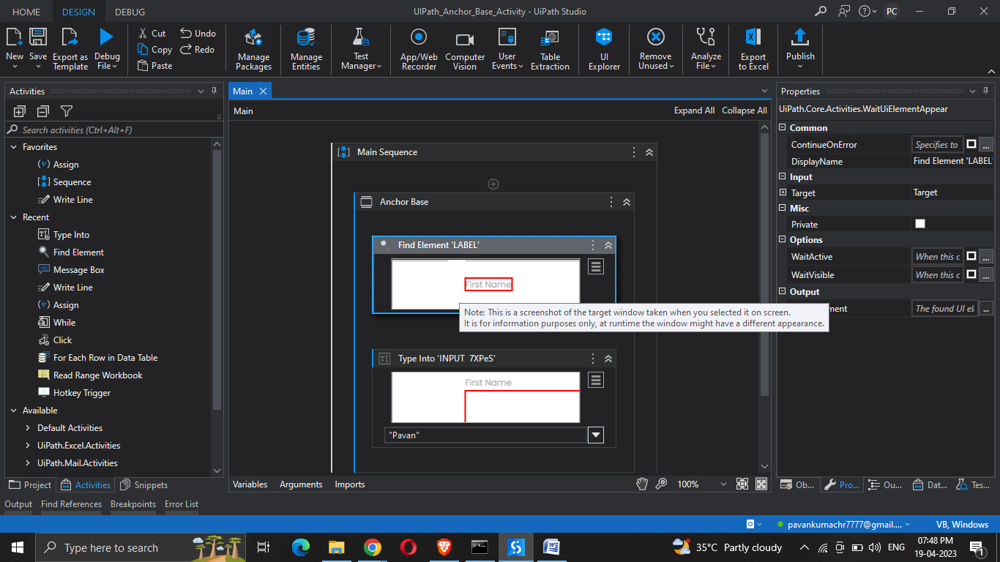 HOME DESIGN DEBUG
UIPath_Anchor_Base_Activity - UiPath Studio
PC
New
Save
Export as Template
Debug File
Cut
Copy
Paste
Undo
Redo
Manage Packages
Manage Entities
Test Manager
App/Web Recorder
Computer Vision
User Events
Table Extraction
UI Explorer
Remove Unused
Analyze File
Export to Excel
Publish
Activities
Search activities (Ctrl+Alt+F)
Favorites
Assign
Sequence
Write Line
Recent
Type Into
Find Element
Message Box
Write Line
Assign
While
Click
For Each Row in Data Table
Read Range Workbook
Hotkey Trigger
Available
Default Activities
UiPath.Excel.Activities
UiPath.Mail.Activities
Project Activities Snippets
Main
Main
Expand All Collapse All
Main Sequence
Anchor Base
Find Element 'LABEL'
First Name
Note: This is a screenshot of the target window taken when you selected it on screen.
It is for information purposes only, at runtime the window might have a different appearance.
Type Into 'INPUT 7XPeS'
First Name
"Pavan"
Variables Arguments Imports
100%
Properties
UiPath.Core.Activities.WaitUiElementAppear
Common
ContinueOnError Specifies to ...
DisplayName Find Element 'LABEL'
Input
Target Target
Misc
Private
Options
WaitActive When this c ...
WaitVisible When this c ...
Output
ment The found UI el ...
Ob... Pro... Ou... Dat... Tes...
Output Find References Breakpoints Error List
pavankumachr7777@gmail....
VB, Windows
Type here to search
35°C Partly cloudy
ENG
07:48 PM
19-04-2023
1